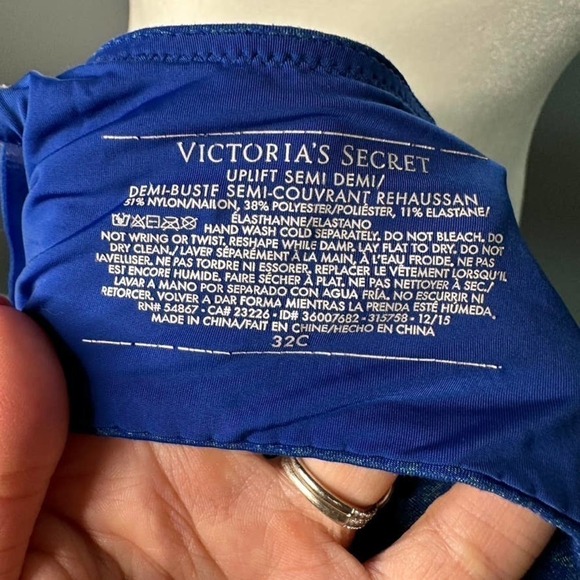 VICTORIA'S SECRET
UPLIFT SEMI DEMI/
DEMI-BUSTE SEMI-COUVRANT REHAUSSAN
51% NYLON/NAILON, 38% POLYESTER/POLIÉSTER, 11% ELASTANE/
ÉLASTHANNE/ELASTANO
HAND WASH COLD SEPARATELY. DO NOT BLEACH. DO
NOT WRING OR TWIST. RESHAPE WHILE DAMP. LAY FLAT TO DRY. DO NOT
DRY CLEAN/LAVER SÉPARÉMENT À LA MAIN, À L'EAU FROIDE. NE PAS
JAVELLISER. NE PAS TORDRE NI ESSORER. REPLACER LE VÊTEMENT LORSQU'IL
EST ENCORE HUMIDE. FAIRE SÉCHER À PLAT. NE PAS NETTOYER À SEC/
LAVAR A MANO POR SEPARADO CON AGUA FRÍA. NO ESCURRIR NI
RETORCER. VOLVER A DAR FORMA MIENTRAS LA PRENDA ESTÉ HÚMEDA.
RN# 54867 • CA# 23226 • ID# 36007682 - 315758 - 12/15
MADE IN CHINA/FAIT EN CHINE/HECHO EN CHINA
32C